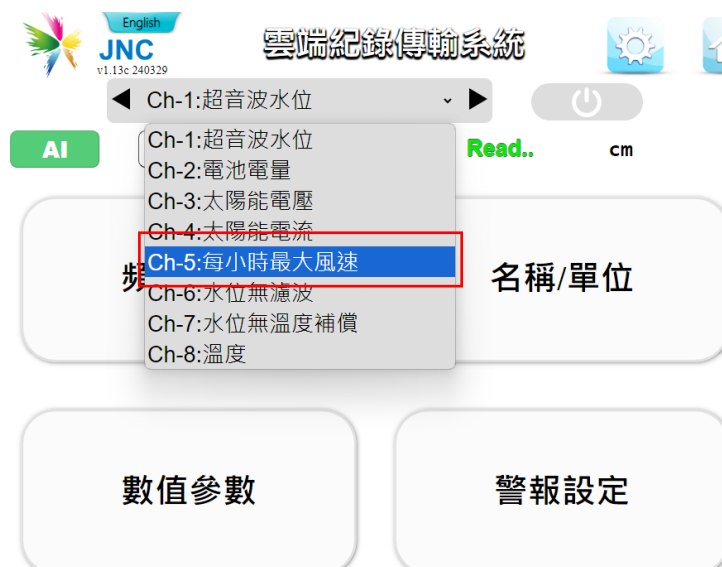 English
JNC
v1.13c 240329
雲端紀錄傳輸系統
Ch-1:超音波水位
AI
Ch-1:超音波水位
Ch-2:電池電量
Ch-3:太陽能電壓
Ch-4:太陽能電流
Ch-5:每小時最大風速
Ch-6:水位無濾波
Ch-7:水位無溫度補償
Ch-8:溫度
Read..
cm
頻
名稱/單位
數值參數
警報設定